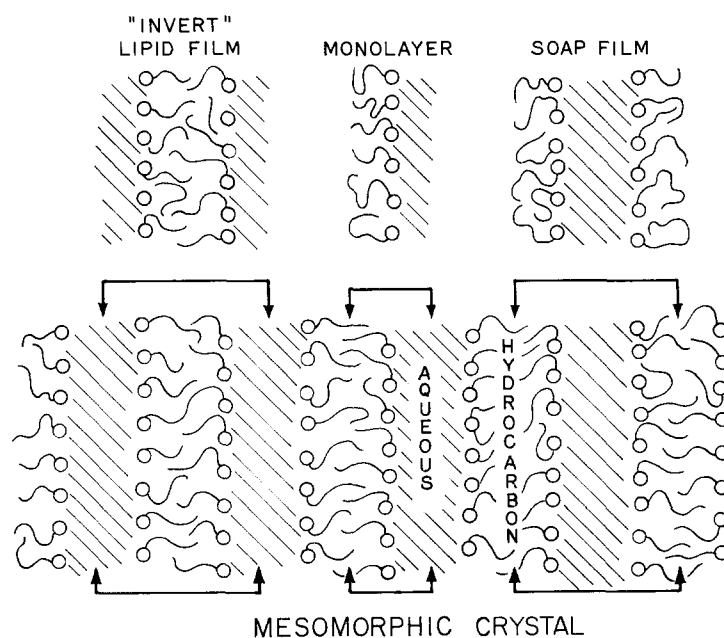 "INVERT"
LIPID FILM
MONOLAYER
SOAP FILM
AQUEOUS
HYDROCARBON
MESOMORPHIC CRYSTAL